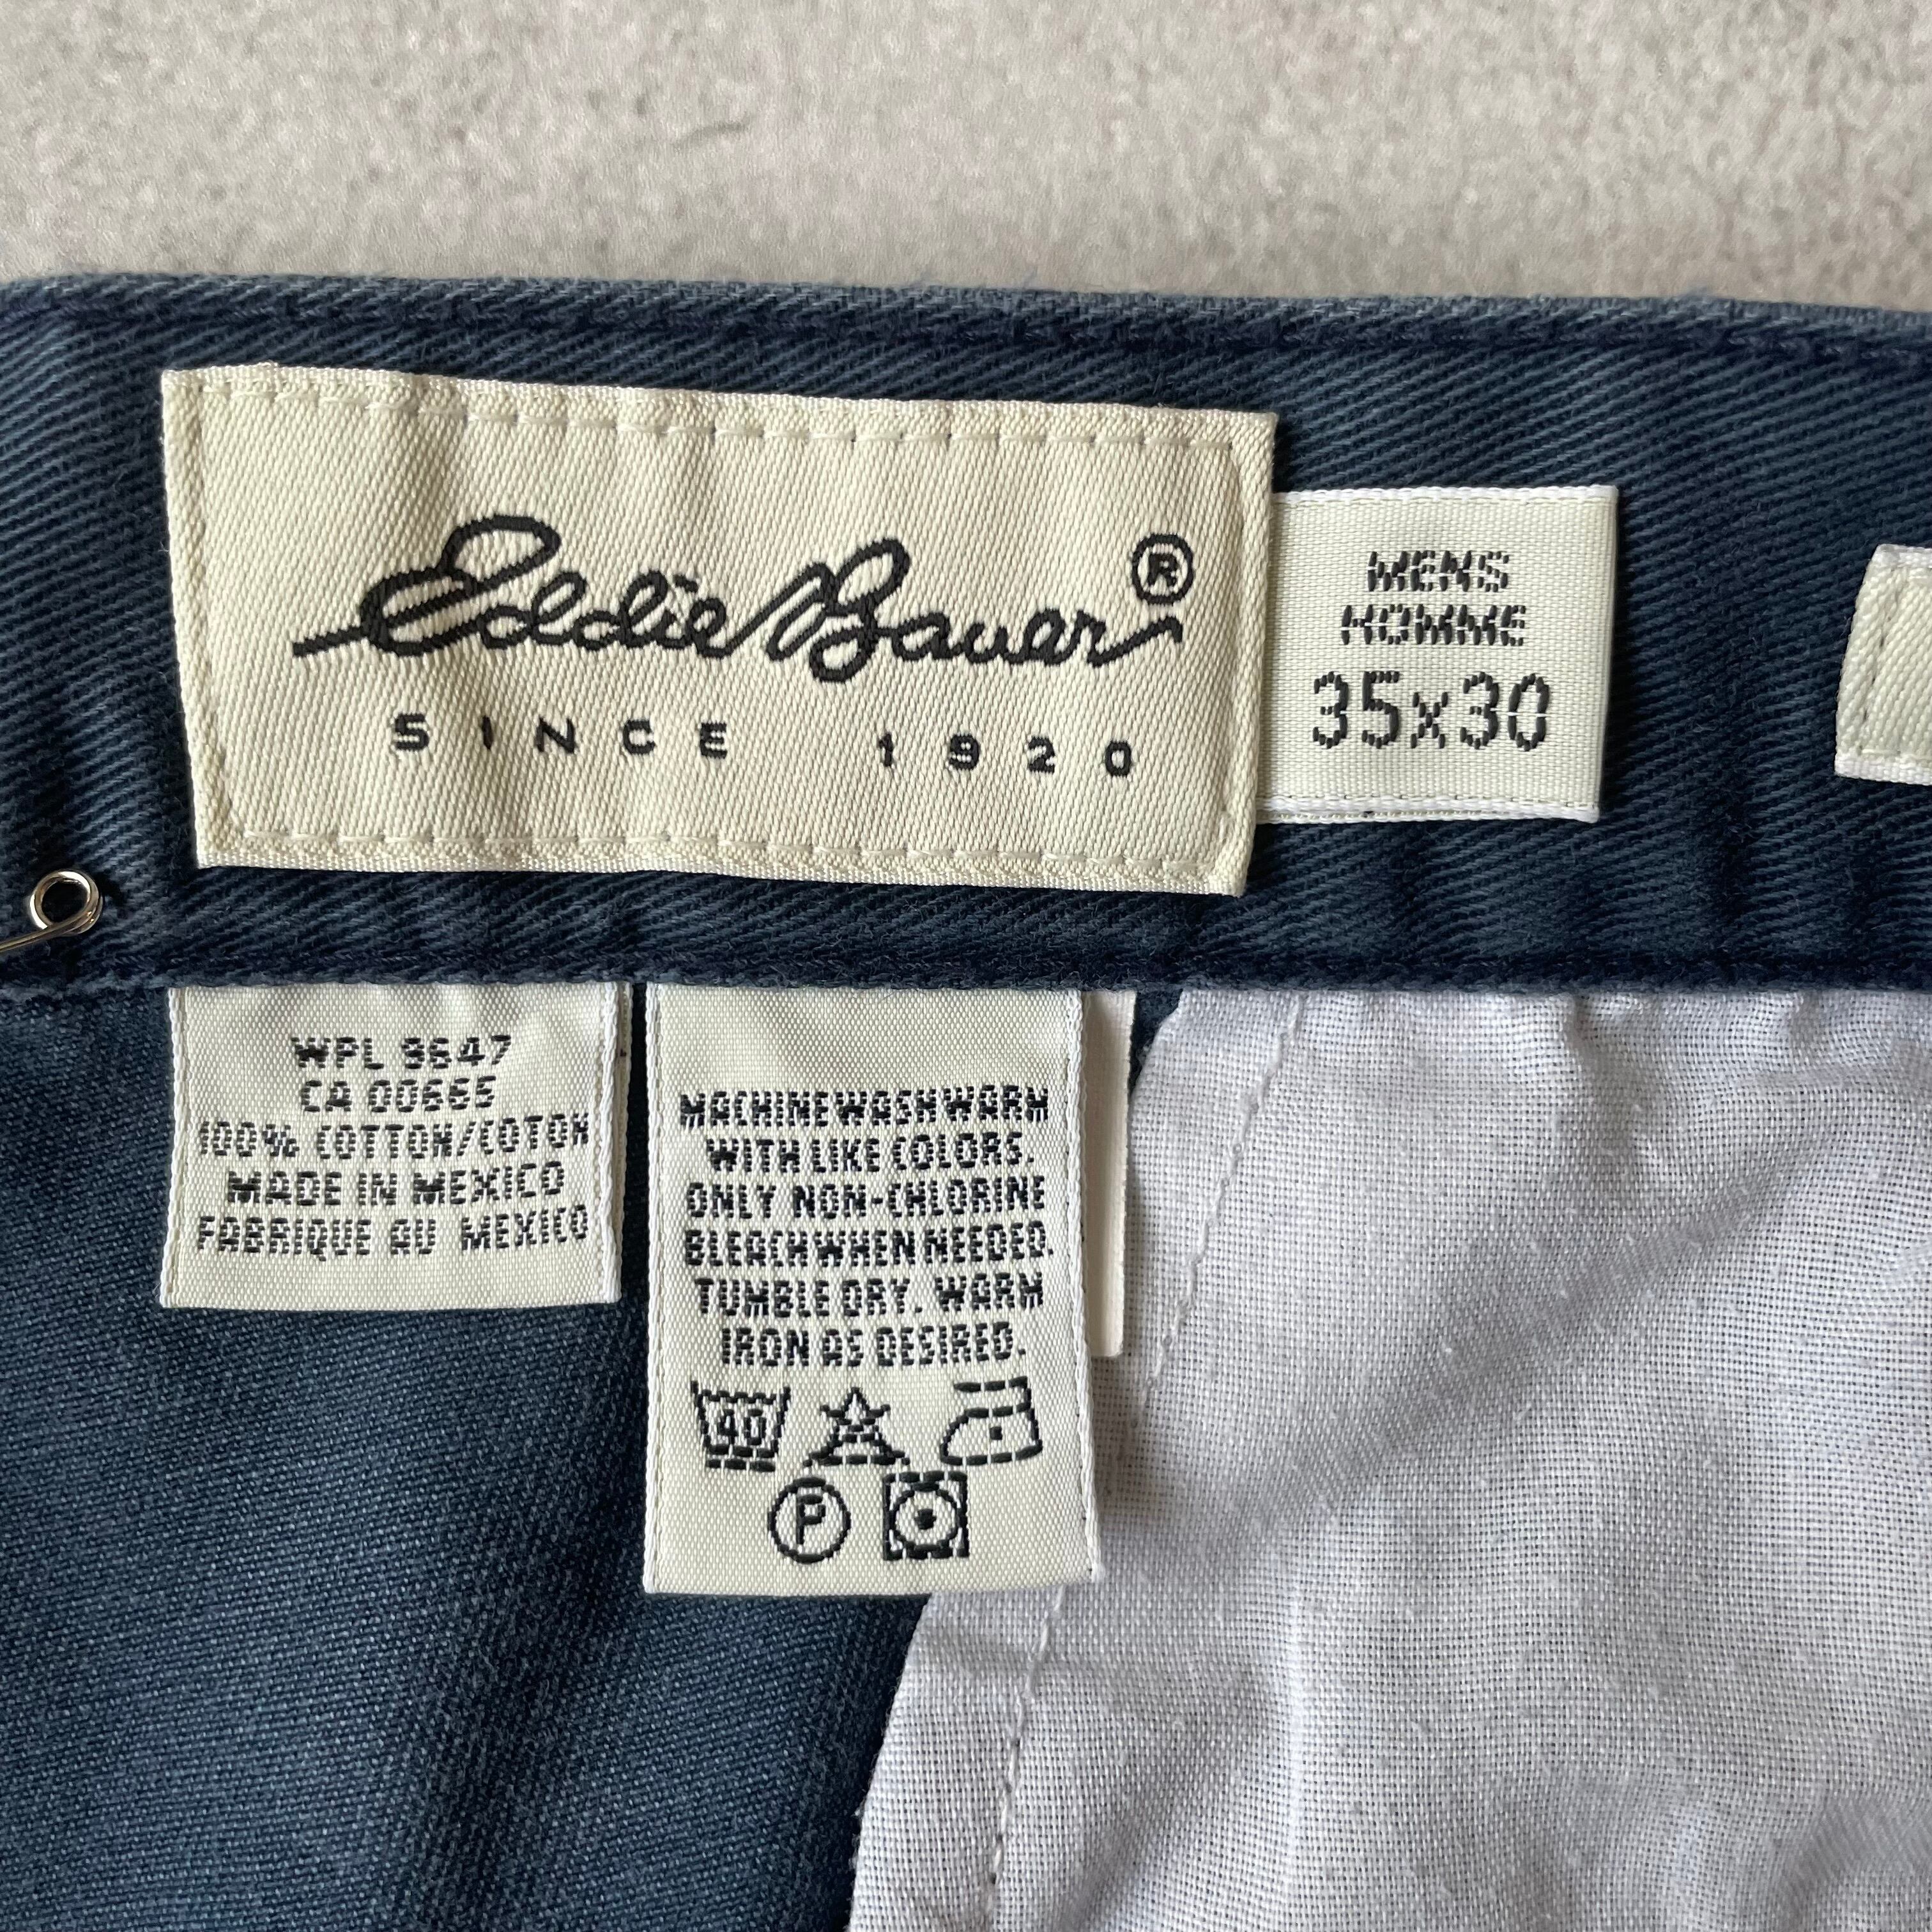 Eddie Bauer®
SINCE 1920
MENS
HOMME
35x30
WPL 9647
CA 00665
100% COTTON/COTON
MADE IN MEXICO
FABRIQUE AU MEXICO
MACHINE WASH WARM
WITH LIKE COLORS.
ONLY NON-CHLORINE
BLEACH WHEN NEEDED.
TUMBLE DRY. WARM
IRON AS DESIRED.
40
P